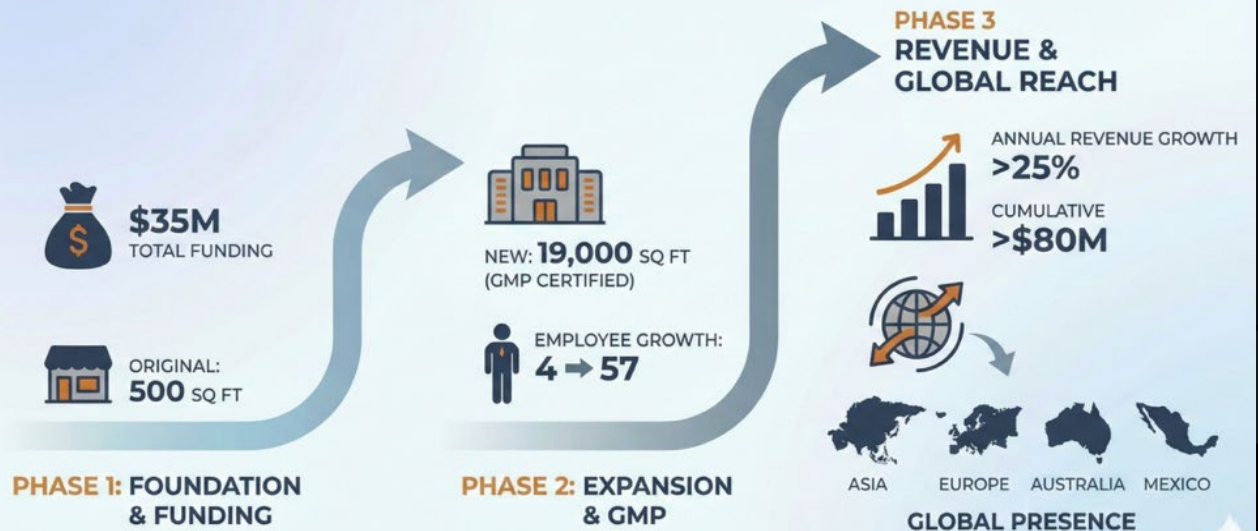 $35M
TOTAL FUNDING
ORIGINAL:
500 SQ FT
PHASE 1: FOUNDATION
& FUNDING
NEW: 19,000 SQ FT
(GMP CERTIFIED)
EMPLOYEE GROWTH:
4 → 57
PHASE 2: EXPANSION
& GMP
PHASE 3
REVENUE &
GLOBAL REACH
ANNUAL REVENUE GROWTH
>25%
CUMULATIVE
>$80M
ASIA
EUROPE
AUSTRALIA
MEXICO
GLOBAL PRESENCE